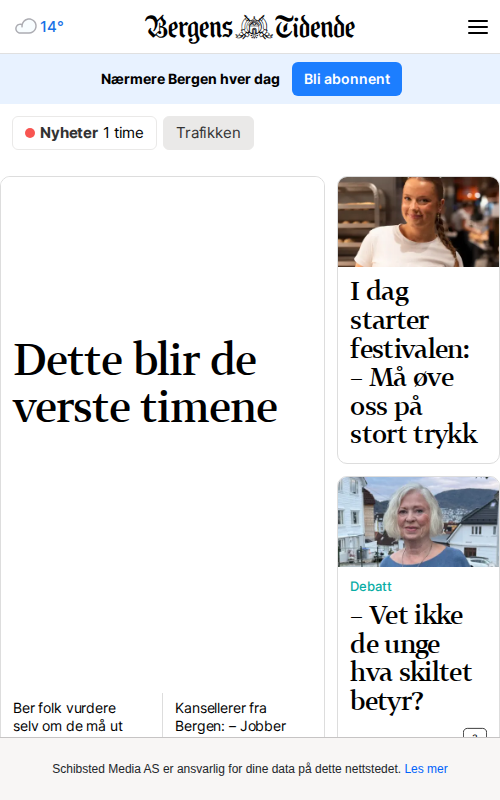 14°
Bergens Tidende
Nærmere Bergen hver dag
Bli abonnent
Nyheter 1 time
Trafikken
Dette blir de
verste timene
Ber folk vurdere
selv om de må ut
Kansellerer fra
Bergen: – Jobber
I dag
starter
festivalen:
– Må øve
oss på
stort trykk
Debatt
– Vet ikke
de unge
hva skiltet
betyr?
Schibsted Media AS er ansvarlig for dine data på dette nettstedet. Les mer